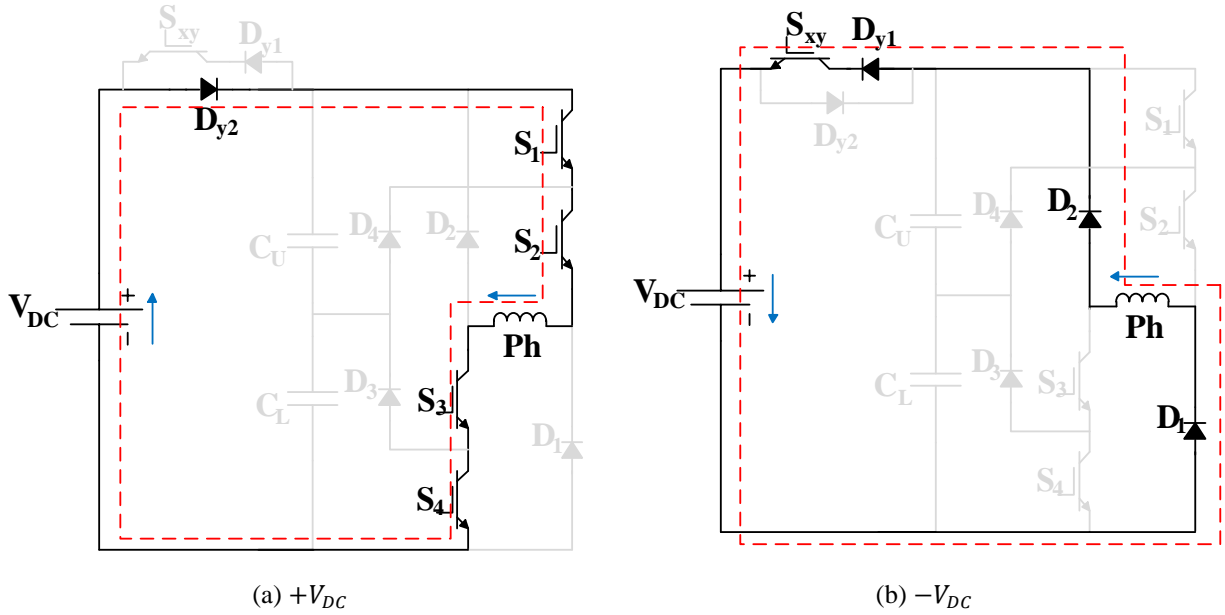 S_xy
D_y1
D_y2
S_1
S_2
D_4
D_2
C_U
V_DC
+
-
Ph
D_3
C_L
S_3
D_1
S_4
(a) +V_DC
S_xy
D_y1
D_y2
S_1
S_2
D_4
D_2
C_U
V_DC
+
-
Ph
D_3
C_L
S_3
D_1
S_4
(b) −V_DC